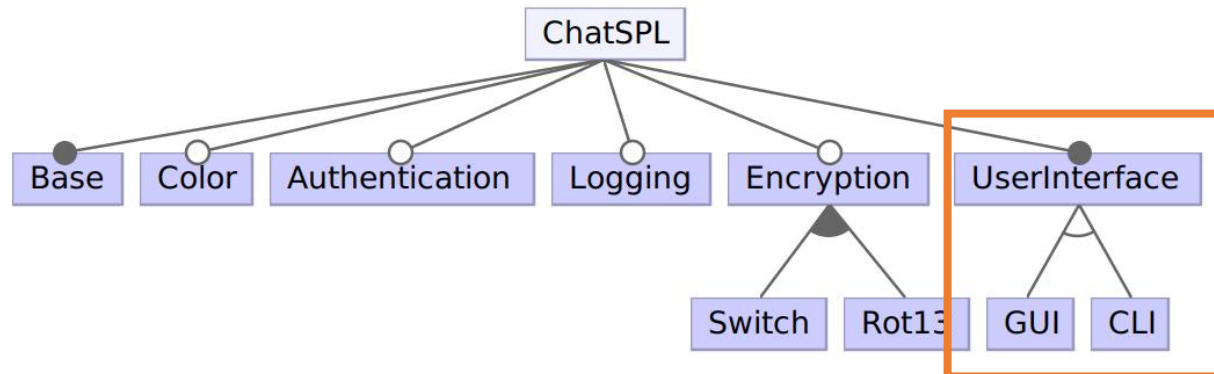 ChatSPL
Base Color Authentication Logging Encryption UserInterface
Switch Rot13 GUI CLI